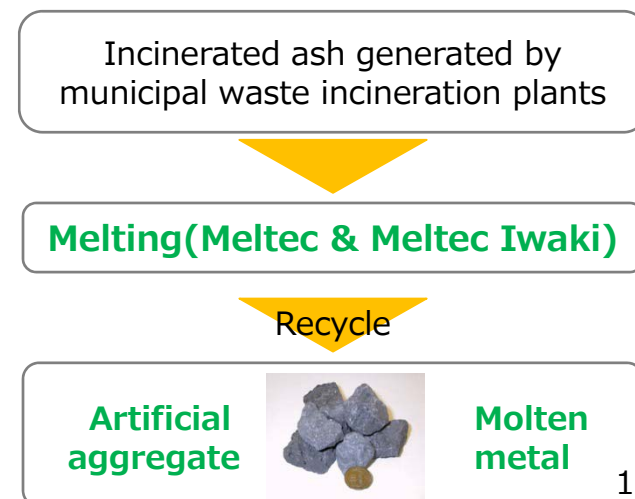 Incinerated ash generated by
municipal waste incineration plants
Melting(Meltec & Meltec Iwaki)
Recycle
Artificial
aggregate
Molten
metal
1